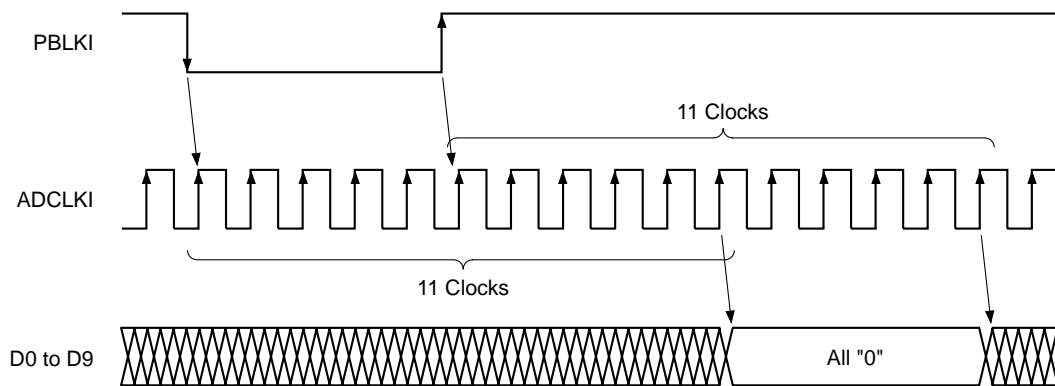 PBLKI
11 Clocks
ADCLKI
11 Clocks
D0 to D9
All "0"